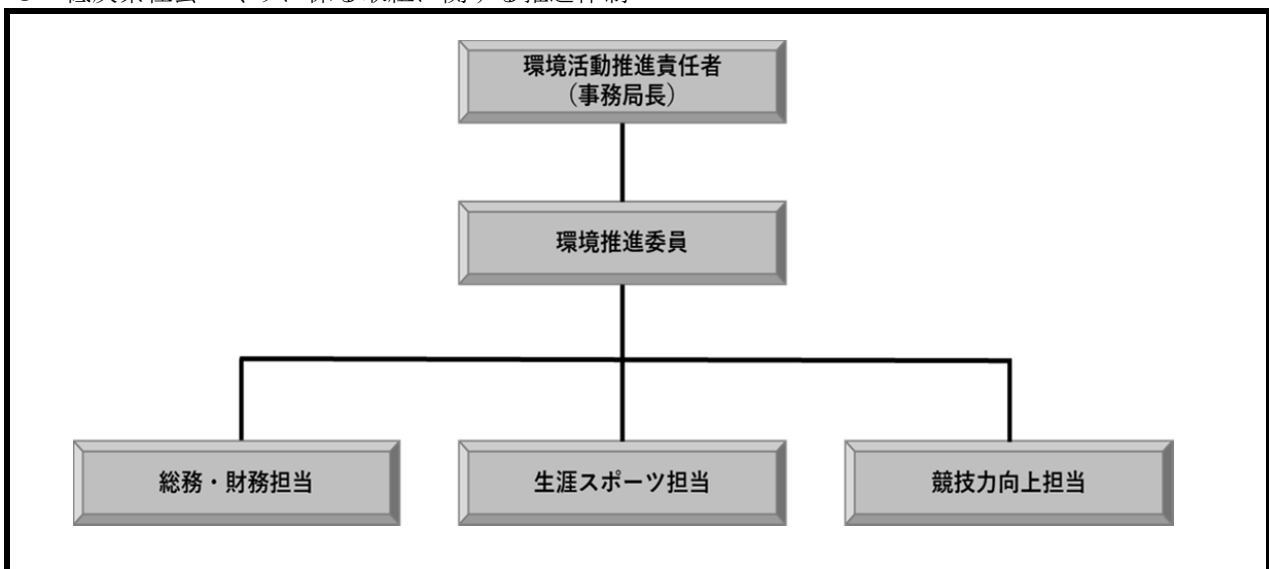 環境活動推進責任者
（事務局長）
環境推進委員
総務・財務担当
生涯スポーツ担当
競技力向上担当